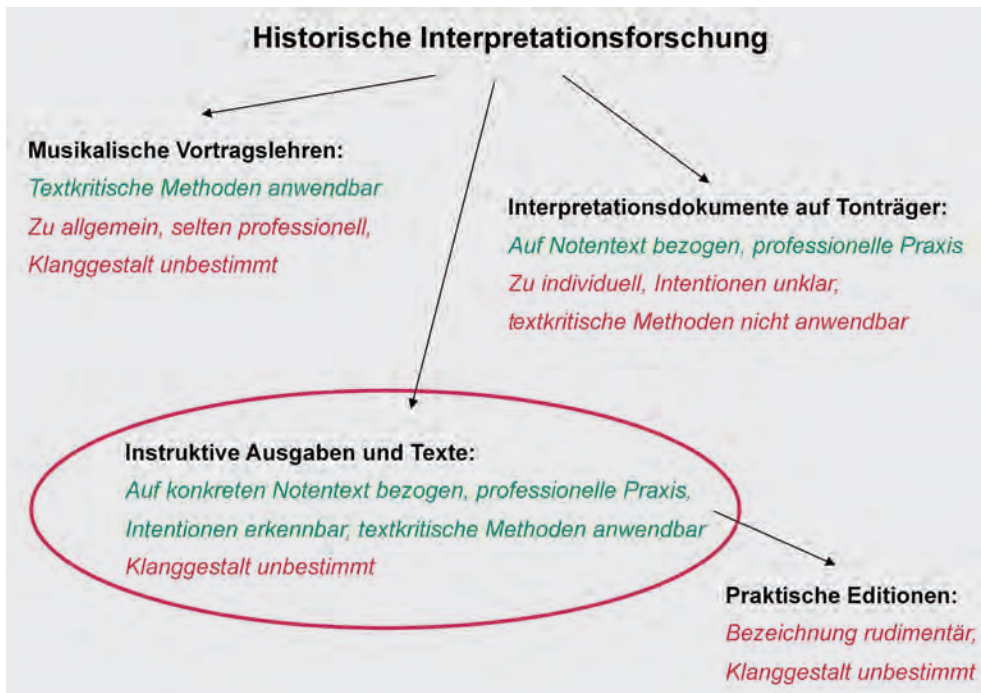 Historische Interpretationsforschung
Musikalische Vortragslehren:
Textkritische Methoden anwendbar
Zu allgemein, selten professionell,
Klanggestalt unbestimmt
Interpretationsdokumente auf Tonträger:
Auf Notentext bezogen, professionelle Praxis
Zu individuell, Intentionen unklar,
textkritische Methoden nicht anwendbar
Instruktive Ausgaben und Texte:
Auf konkreten Notentext bezogen, professionelle Praxis,
Intentionen erkennbar, textkritische Methoden anwendbar
Klanggestalt unbestimmt
Praktische Editionen:
Bezeichnung rudimentär,
Klanggestalt unbestimmt